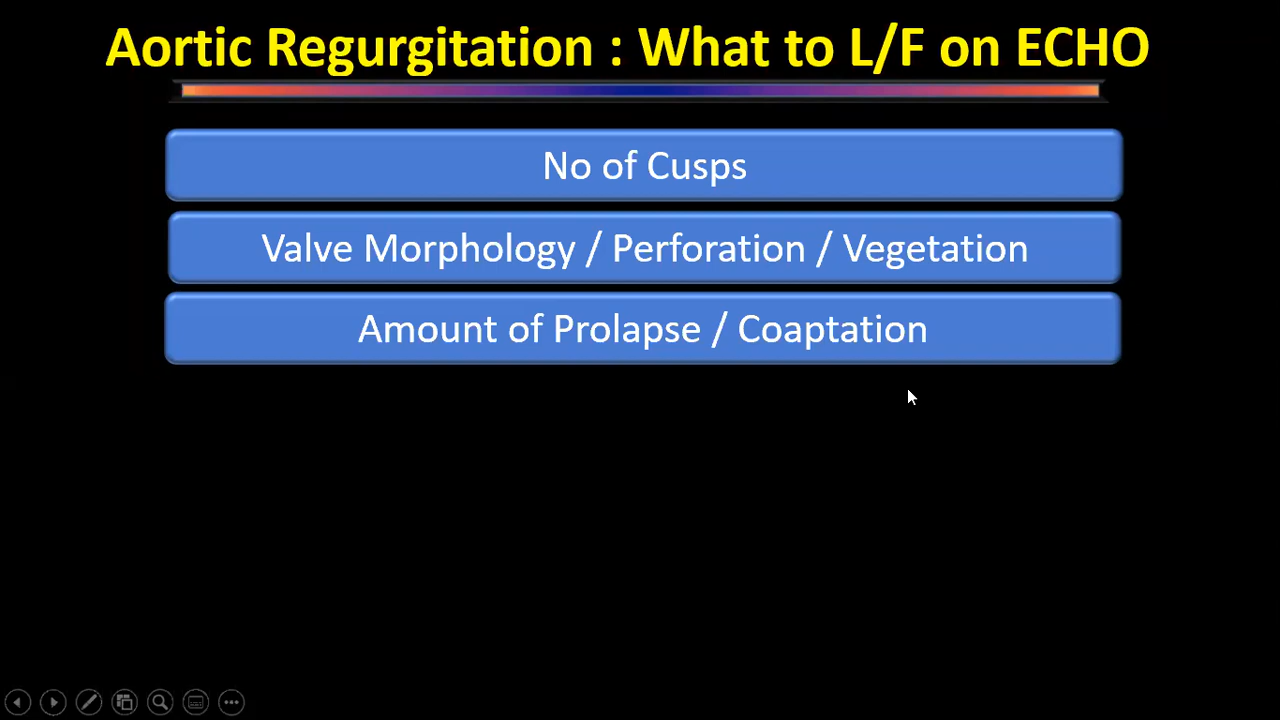 Aortic Regurgitation : What to L/F on ECHO
No of Cusps
Valve Morphology / Perforation / Vegetation
Amount of Prolapse / Coaptation